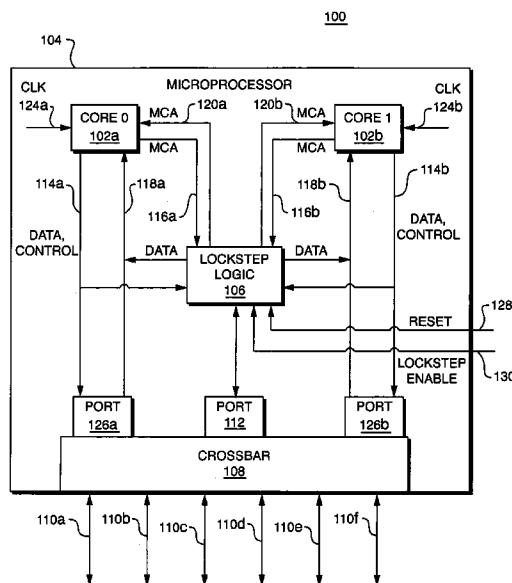 100
104
MICROPROCESSOR
CLK
124a
CORE 0
102a
MCA
120a
MCA
120b
MCA
MCA
CORE 1
102b
CLK
124b
114a
118a
116a
116b
118b
114b
DATA,
CONTROL
DATA
LOCKSTEP
LOGIC
106
DATA
DATA,
CONTROL
RESET
128
LOCKSTEP
ENABLE
130
PORT
126a
PORT
112
PORT
126b
CROSSBAR
108
110a
110b
110c
110d
110e
110f